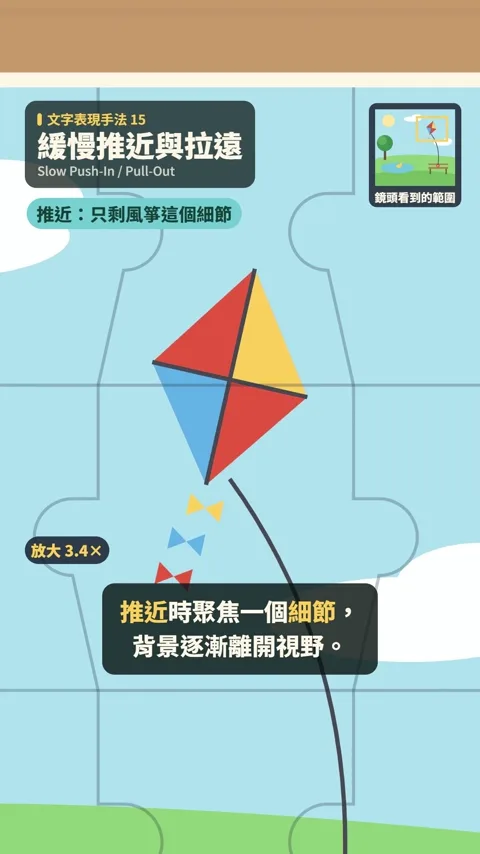 文字表現手法 15
緩慢推近與拉遠
Slow Push-In / Pull-Out
鏡頭看到的範圍
推近：只剩風箏這個細節
放大 3.4×
推近時聚焦一個細節，
背景逐漸離開視野。